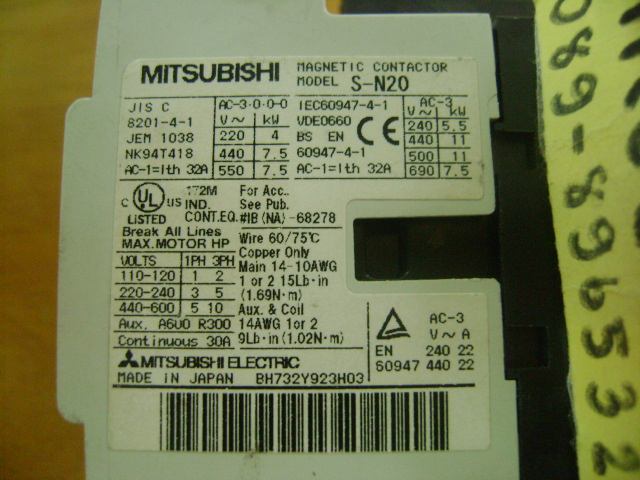 MITSUBISHI MAGNETIC CONTACTOR
MODEL S-N20
JIS C
8201-4-1
JEM 1038
NK94T418
AC-1=Ith 32A
AC-3·0·0-0
V~ kW
220 4
440 7.5
550 7.5
IEC60947-4-1
VDE0660
BS EN
60947-4-1
AC-1=Ith 32A
CE
AC-3
V~ kW
240 5.5
440 11
500 11
690 7.5
C UL US
LISTED
172M
IND.
CONT.EQ.
For Acc..
See Pub.
#IB(NA)-68278
Break All Lines
MAX.MOTOR HP
VOLTS 1PH 3PH
110-120 1 2
220-240 3 5
440-600 5 10
Aux. A600 R300
Continuous 30A
Wire 60/75°C
Copper Only
Main 14-10AWG
1 or 2 15Lb·in
(1.69N·m)
Aux. & Coil
14AWG 1or 2
9Lb·in (1.02N·m)
AC-3
V~ A
EN 240 22
60947 440 22
MITSUBISHI ELECTRIC
MADE IN JAPAN BH732Y923H03
089-896532